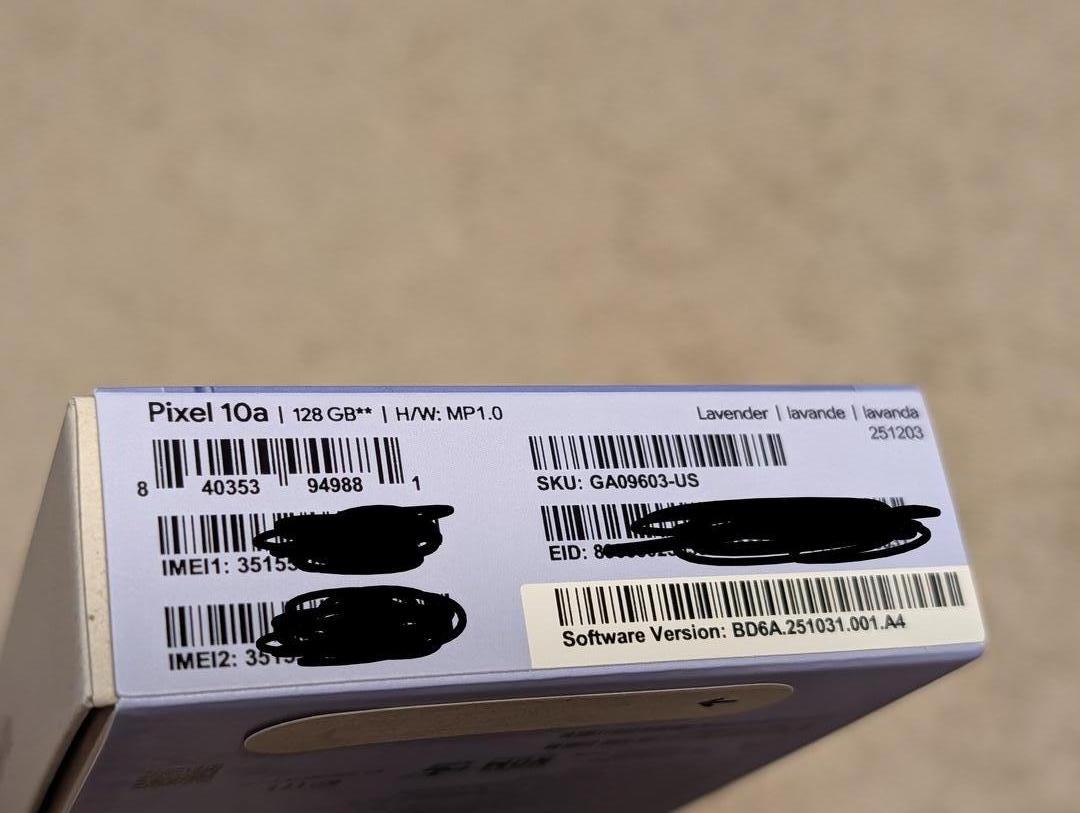 Pixel 10a | 128 GB** | H/W: MP1.0
Lavender | lavande | lavanda
251203
8 40353 94988 1
SKU: GA09603-US
IMEI1: 35155
EID: 8
IMEI2: 3515
Software Version: BD6A.251031.001.A4